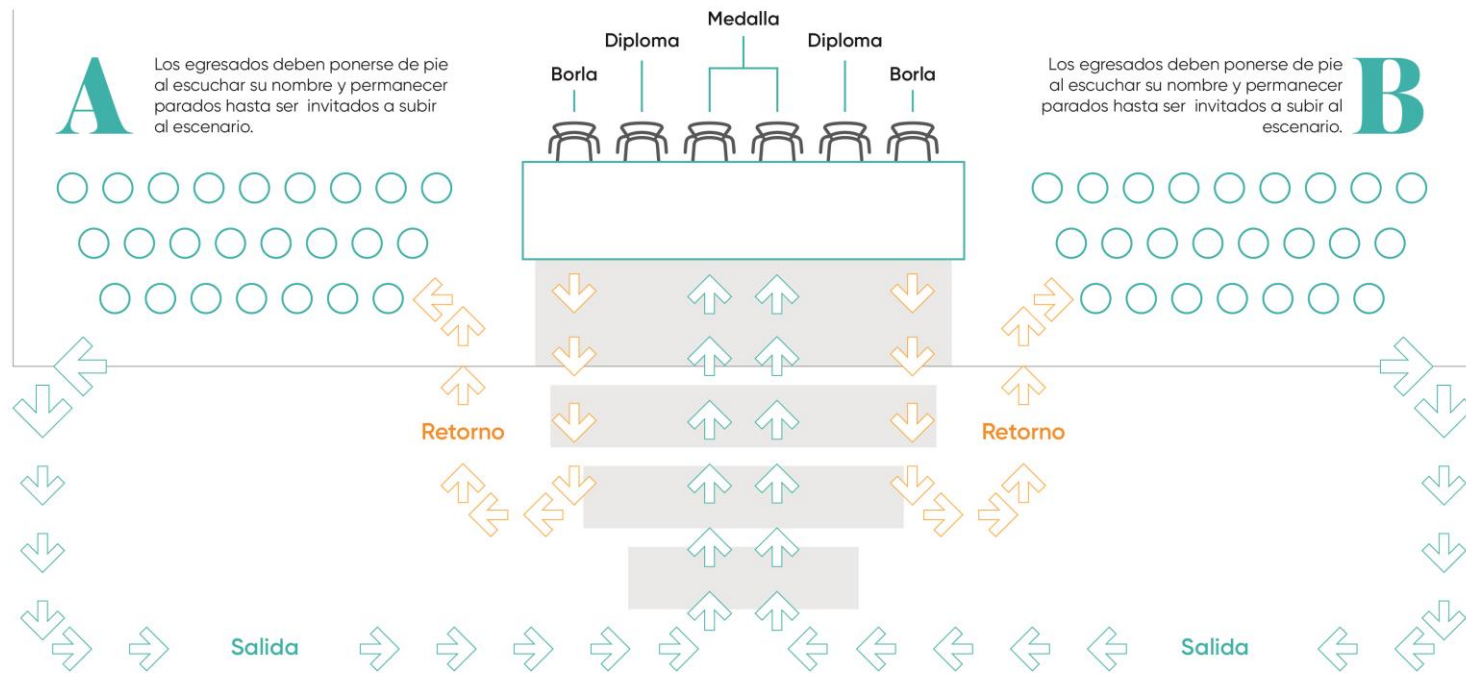 Medalla
Diploma
Diploma
Borla
Borla
A
Los egresados deben ponerse de pie
al escuchar su nombre y permanecer
parados hasta ser invitados a subir
al escenario.
Los egresados deben ponerse de pie
al escuchar su nombre y permanecer
parados hasta ser invitados a subir al
escenario.
B
Retorno
Retorno
Salida
Salida